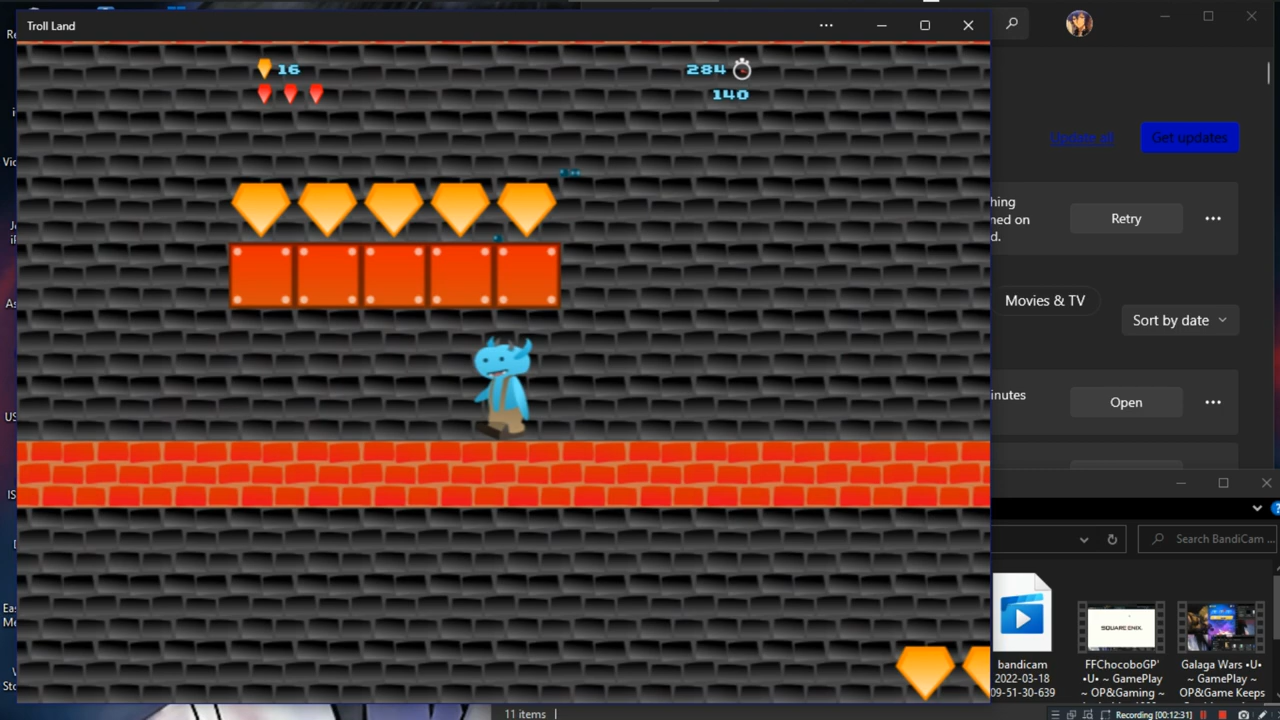 Troll Land
16
284
140
Update all
Get updates
hing
ned on
d.
Retry
Movies & TV
Sort by date
inutes
Open
Search BandiCam ...
SQUARE ENIX.
bandicam
2022-03-18
09-51-30-639
FFChocoboGP'
•U• ~ GamePlay
~ OP&Gaming ~
Galaga Wars •U•
~ GamePlay ~
OP&Game Keeps
11 items
Recording [00:12:31]